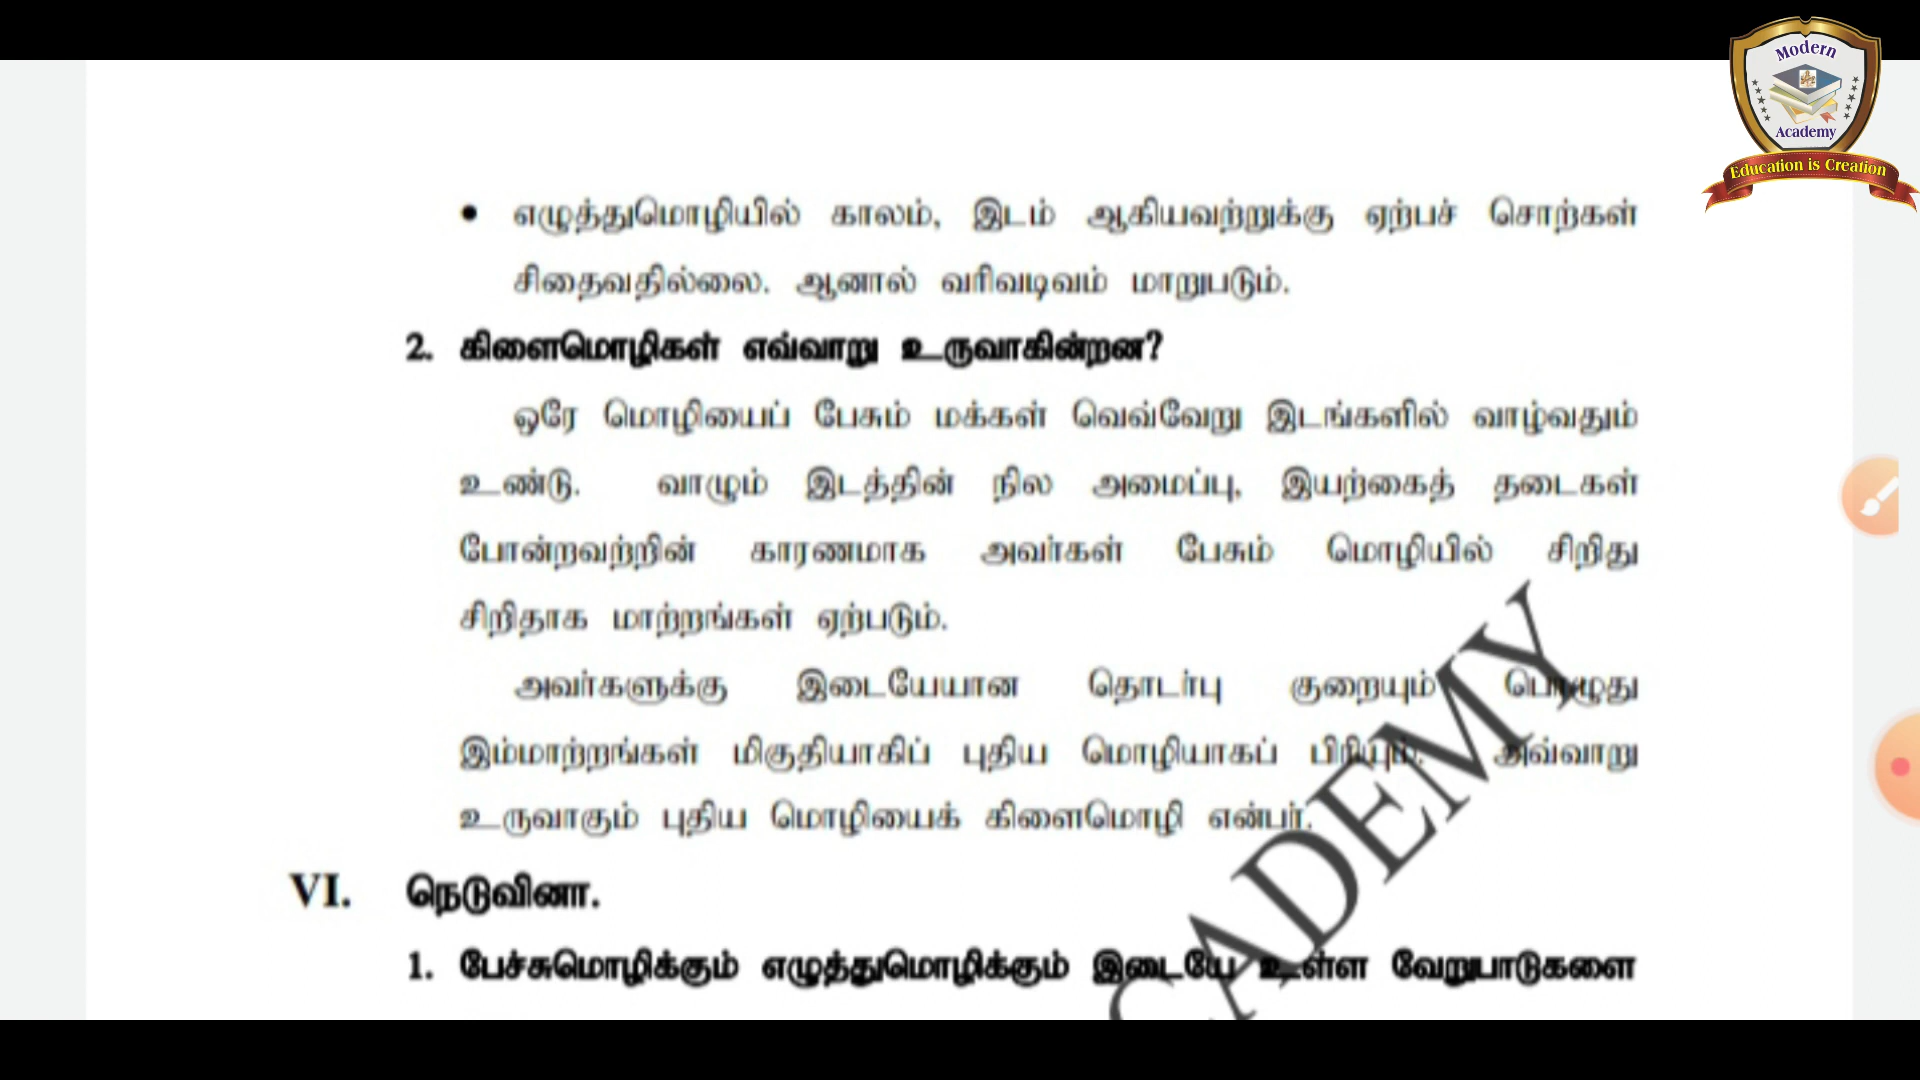 Modern
Academy
Education is Creation
• எழுத்துமொழியில் காலம், இடம் ஆகியவற்றுக்கு ஏற்பச் சொற்கள்
சிதைவதில்லை. ஆனால் வரிவடிவம் மாறுபடும்.
2. கிளைமொழிகள் எவ்வாறு உருவாகின்றன?
ஒரே மொழியைப் பேசும் மக்கள் வெவ்வேறு இடங்களில் வாழ்வதும்
உண்டு. வாழும் இடத்தின் நில அமைப்பு, இயற்கைத் தடைகள்
போன்றவற்றின் காரணமாக அவர்கள் பேசும் மொழியில் சிறிது
சிறிதாக மாற்றங்கள் ஏற்படும்.
அவர்களுக்கு இடையேயான தொடர்பு குறையும் பொழுது
இம்மாற்றங்கள் மிகுதியாகிப் புதிய மொழியாகப் பிரியும். அவ்வாறு
உருவாகும் புதிய மொழியைக் கிளைமொழி என்பர்.
VI. நெடுவினா.
1. பேச்சுமொழிக்கும் எழுத்துமொழிக்கும் இடையே உள்ள வேறுபாடுகளை
CADEMY